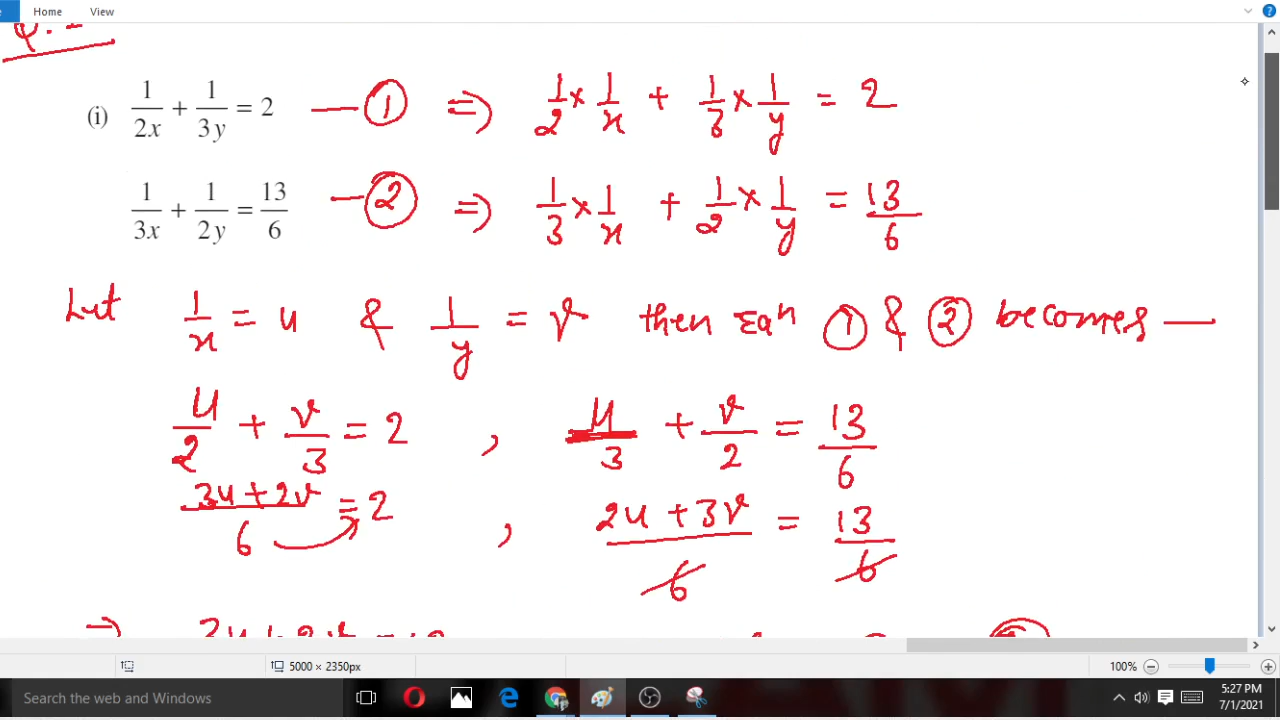 Home View
Q.
(i) 1/2x + 1/3y = 2 — ① ⇒ 1/2 × 1/x + 1/3 × 1/y = 2
1/3x + 1/2y = 13/6 — ② ⇒ 1/3 × 1/x + 1/2 × 1/y = 13/6
Let 1/x = u & 1/y = v then Eqn ① & ② becomes —
u/2 + v/3 = 2 , u/3 + v/2 = 13/6
3u + 2v/6 = 2 , 2u + 3v/6 = 13/6
⇒
5000 × 2350px 100%
Search the web and Windows 5:27 PM
7/1/2021